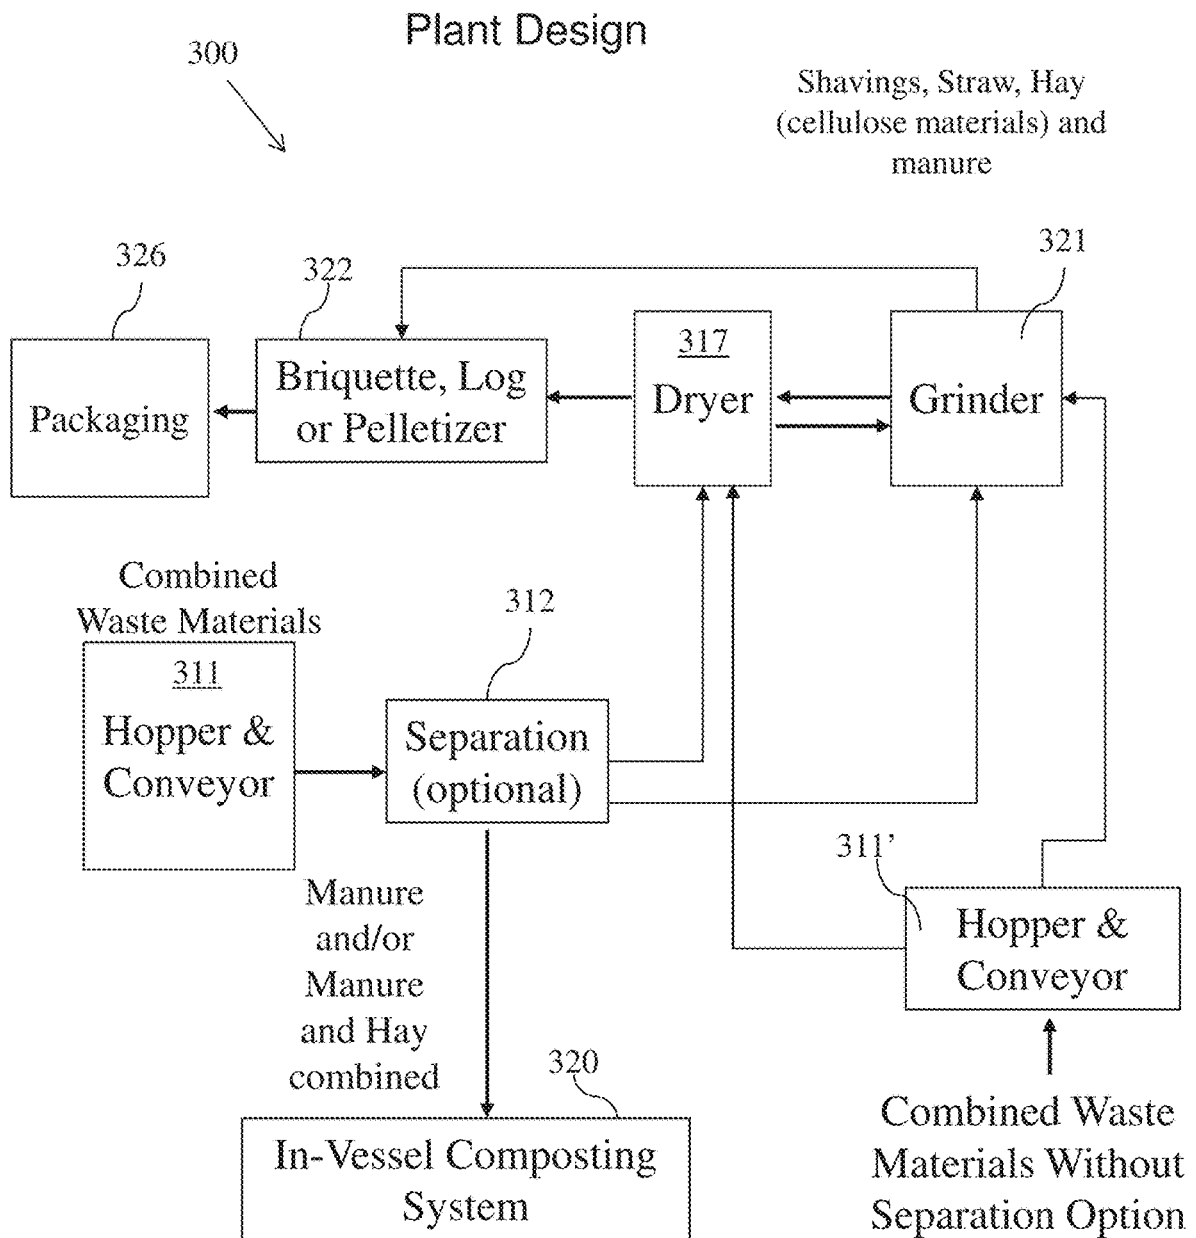 Plant Design
300
Shavings, Straw, Hay
(cellulose materials) and
manure
326
322
321
Packaging
Briquette, Log
or Pelletizer
317
Dryer
Grinder
Combined
Waste Materials
311
Hopper &
Conveyor
312
Separation
(optional)
311’
Hopper &
Conveyor
Manure
and/or
Manure
and Hay
combined
320
In-Vessel Composting
System
Combined Waste
Materials Without
Separation Option